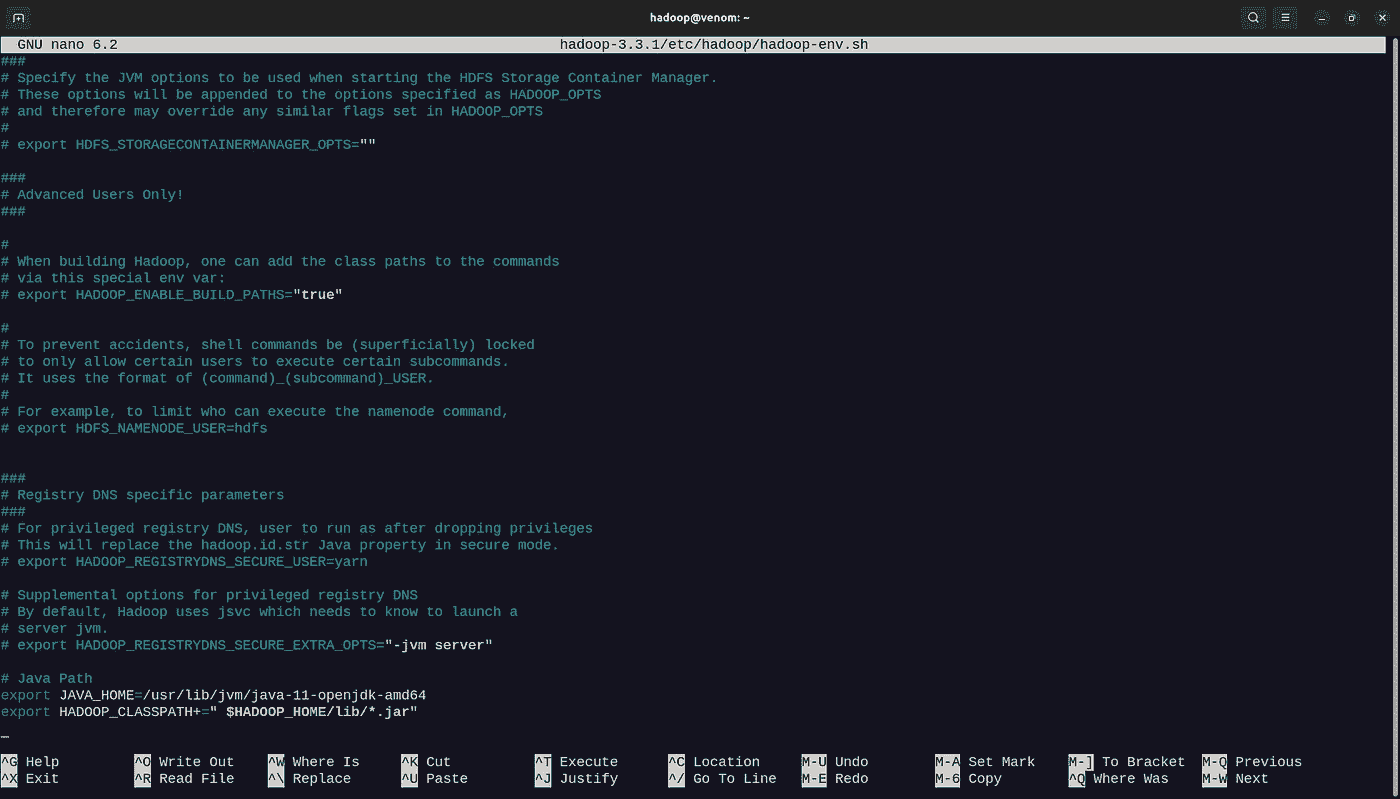 hadoop@venom: ~
GNU nano 6.2 hadoop-3.3.1/etc/hadoop/hadoop-env.sh
###
# Specify the JVM options to be used when starting the HDFS Storage Container Manager.
# These options will be appended to the options specified as HADOOP_OPTS
# and therefore may override any similar flags set in HADOOP_OPTS
#
# export HDFS_STORAGECONTAINERMANAGER_OPTS=""
###
# Advanced Users Only!
###
#
# When building Hadoop, one can add the class paths to the commands
# via this special env var:
# export HADOOP_ENABLE_BUILD_PATHS="true"
#
# To prevent accidents, shell commands be (superficially) locked
# to only allow certain users to execute certain subcommands.
# It uses the format of (command)_(subcommand)_USER.
#
# For example, to limit who can execute the namenode command,
# export HDFS_NAMENODE_USER=hdfs
###
# Registry DNS specific parameters
###
# For privileged registry DNS, user to run as after dropping privileges
# This will replace the hadoop.id.str Java property in secure mode.
# export HADOOP_REGISTRYDNS_SECURE_USER=yarn
# Supplemental options for privileged registry DNS
# By default, Hadoop uses jsvc which needs to know to launch a
# server jvm.
# export HADOOP_REGISTRYDNS_SECURE_EXTRA_OPTS="-jvm server"
# Java Path
export JAVA_HOME=/usr/lib/jvm/java-11-openjdk-amd64
export HADOOP_CLASSPATH+=" $HADOOP_HOME/lib/*.jar"
^G Help ^O Write Out ^W Where Is ^K Cut ^T Execute ^C Location M-U Undo M-A Set Mark M-] To Bracket M-Q Previous
^X Exit ^R Read File ^\ Replace ^U Paste ^J Justify ^/ Go To Line M-E Redo M-6 Copy ^Q Where Was M-W Next